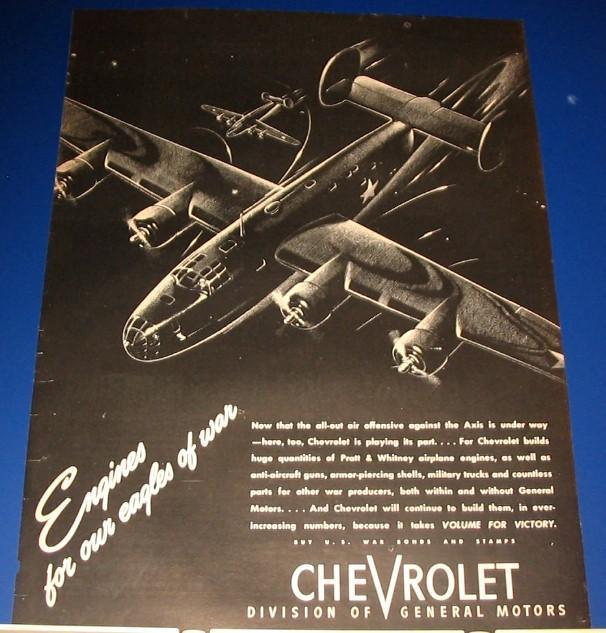 Engines
for our eagles of war
Now that the all-out air offensive against the Axis is under way
—here, too, Chevrolet is playing its part. . . . For Chevrolet builds
huge quantities of Pratt & Whitney airplane engines, as well as
anti-aircraft guns, armor-piercing shells, military trucks and countless
parts for other war producers, both within and without General
Motors. . . . And Chevrolet will continue to build them, in ever-
increasing numbers, because it takes VOLUME FOR VICTORY.
BUY U.S. WAR BONDS AND STAMPS
CHEVROLET
DIVISION OF GENERAL MOTORS